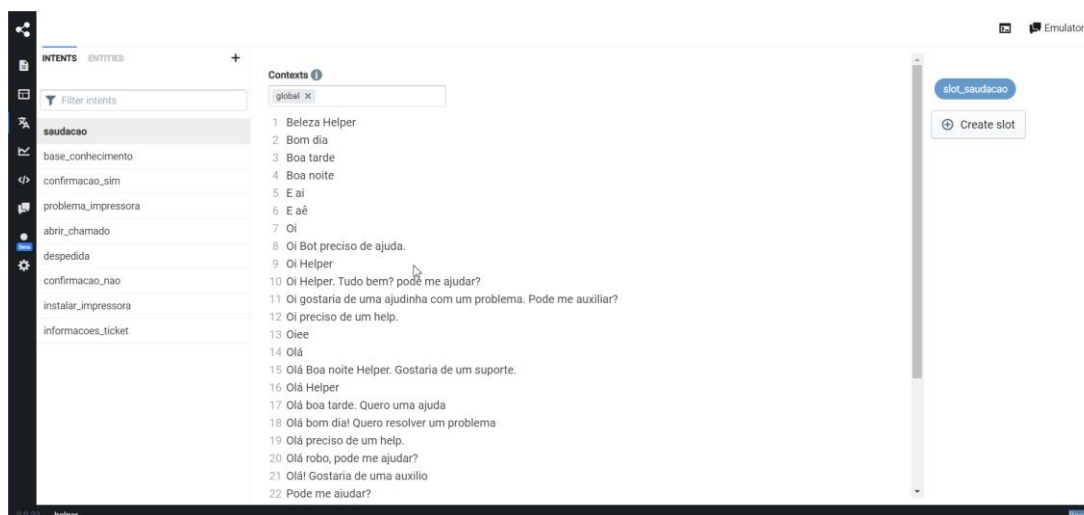 Emulator
INTENTS ENTITIES +
Filter intents
saudacao
base_conhecimento
confirmacao_sim
problema_impressora
abrir_chamado
despedida
confirmacao_nao
instalar_impressora
informacoes_ticket
Beta
Contexts
global ×
1 Beleza Helper
2 Bom dia
3 Boa tarde
4 Boa noite
5 E ai
6 E aê
7 Oi
8 Oi Bot preciso de ajuda.
9 Oi Helper
10 Oi Helper. Tudo bem? pode me ajudar?
11 Oi gostaria de uma ajudinha com um problema. Pode me auxiliar?
12 Oi preciso de um help.
13 Oiee
14 Olá
15 Olá Boa noite Helper. Gostaria de um suporte.
16 Olá Helper
17 Olá boa tarde. Quero uma ajuda
18 Olá bom dia! Quero resolver um problema
19 Olá preciso de um help.
20 Olá robo, pode me ajudar?
21 Olá! Gostaria de uma auxilio
22 Pode me ajudar?
slot_saudacao
Create slot
helper